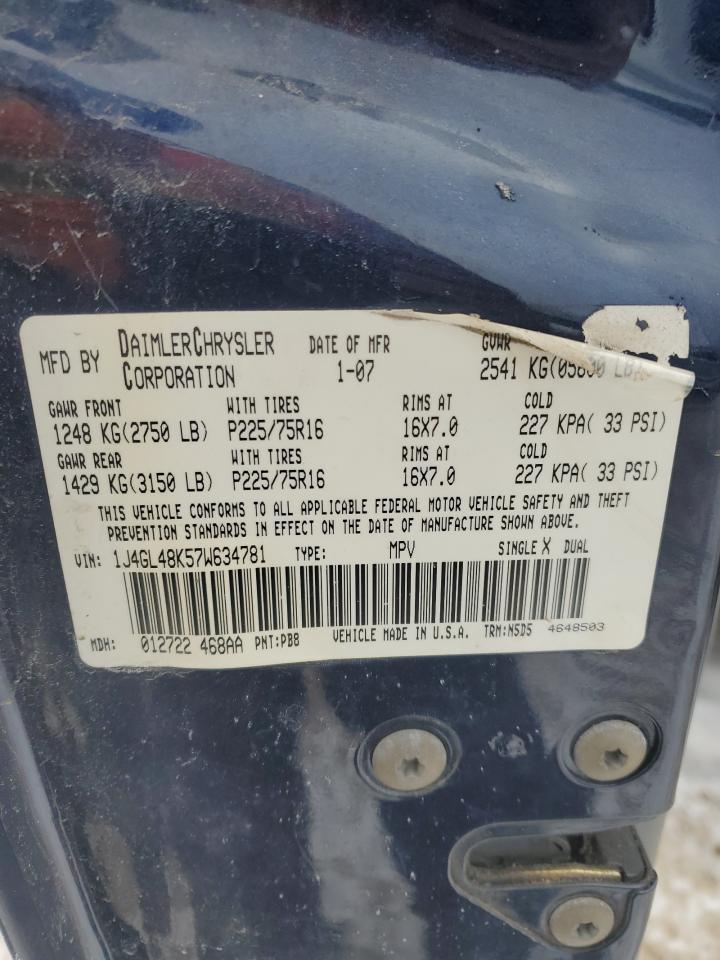 MFD BY DAIMLERCHRYSLER CORPORATION
DATE OF MFR 1-07
GVWR
2541 KG(
GAWR FRONT WITH TIRES RIMS AT COLD
1248 KG(2750 LB) P225/75R16 16X7.0 227 KPA( 33 PSI)
GAWR REAR WITH TIRES RIMS AT COLD
1429 KG(3150 LB) P225/75R16 16X7.0 227 KPA( 33 PSI)
THIS VEHICLE CONFORMS TO ALL APPLICABLE FEDERAL MOTOR VEHICLE SAFETY AND THEFT
PREVENTION STANDARDS IN EFFECT ON THE DATE OF MANUFACTURE SHOWN ABOVE.
VIN: 1J4GL48K57W634781 TYPE: MPV SINGLE X DUAL
MDH: 012722 468AA PNT:PB8 VEHICLE MADE IN U.S.A. TRM:N5D5 4648503